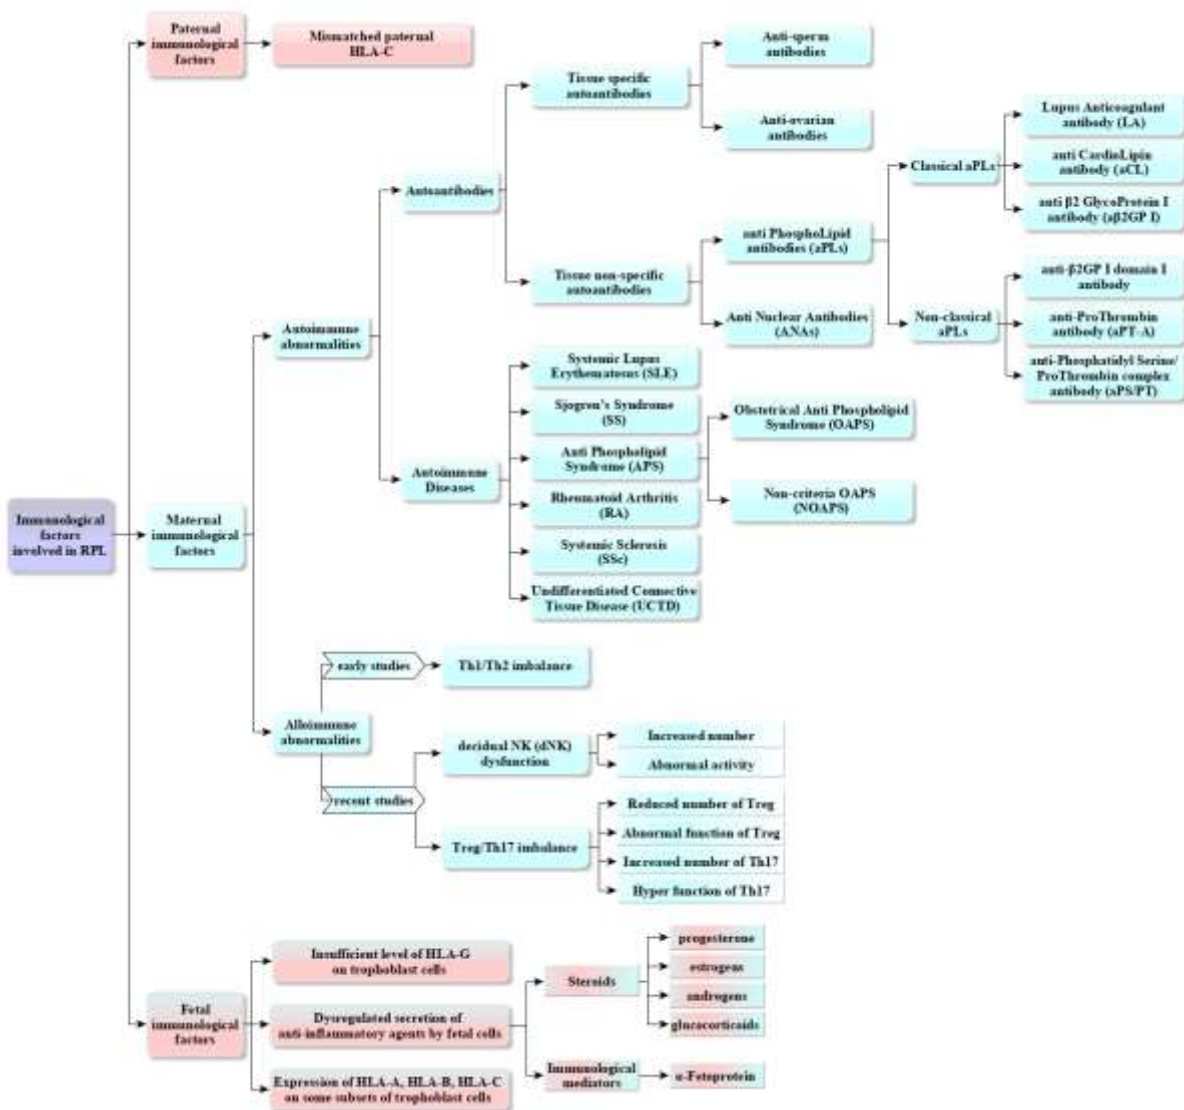 Paternal
immunological
factors
Mismatched paternal
HLA-C
Immunological
factors
involved in RPL
Maternal
immunological
factors
Autoimmune
abnormalities
Autoantibodies
Tissue specific
autoantibodies
Anti-sperm
antibodies
Anti-ovarian
antibodies
Tissue non-specific
autoantibodies
anti PhosphoLipid
antibodies (aPLs)
Classical aPLs
Lupus Anticoagulant
antibody (LA)
anti CardioLipin
antibody (aCL)
anti β2 GlycoProtein I
antibody (aβ2GP I)
Non-classical
aPLs
anti-β2GP I domain I
antibody
anti-ProThrombin
antibody (aPT-A)
anti-Phosphatidyl Serine/
ProThrombin complex
antibody (aPS/PT)
Anti Nuclear Antibodies
(ANAs)
Autoimmune
Diseases
Systemic Lupus
Erythematosus (SLE)
Sjogren's Syndrome
(SS)
Anti Phospholipid
Syndrome (APS)
Obstetrical Anti Phospholipid
Syndrome (OAPS)
Non-criteria OAPS
(NOAPS)
Rheumatoid Arthritis
(RA)
Systemic Sclerosis
(SSc)
Undifferentiated Connective
Tissue Disease (UCTD)
Alloimmune
abnormalities
early studies
Th1/Th2 imbalance
recent studies
decidual NK (dNK)
dysfunction
Increased number
Abnormal activity
Treg/Th17 imbalance
Reduced number of Treg
Abnormal function of Treg
Increased number of Th17
Hyper function of Th17
Fetal
immunological
factors
Insufficient level of HLA-G
on trophoblast cells
Dysregulated secretion of
anti-inflammatory agents by fetal cells
Steroids
progesterone
estrogens
androgens
glucocorticoids
Immunological
mediators
α-Fetoprotein
Expression of HLA-A, HLA-B, HLA-C
on some subsets of trophoblast cells